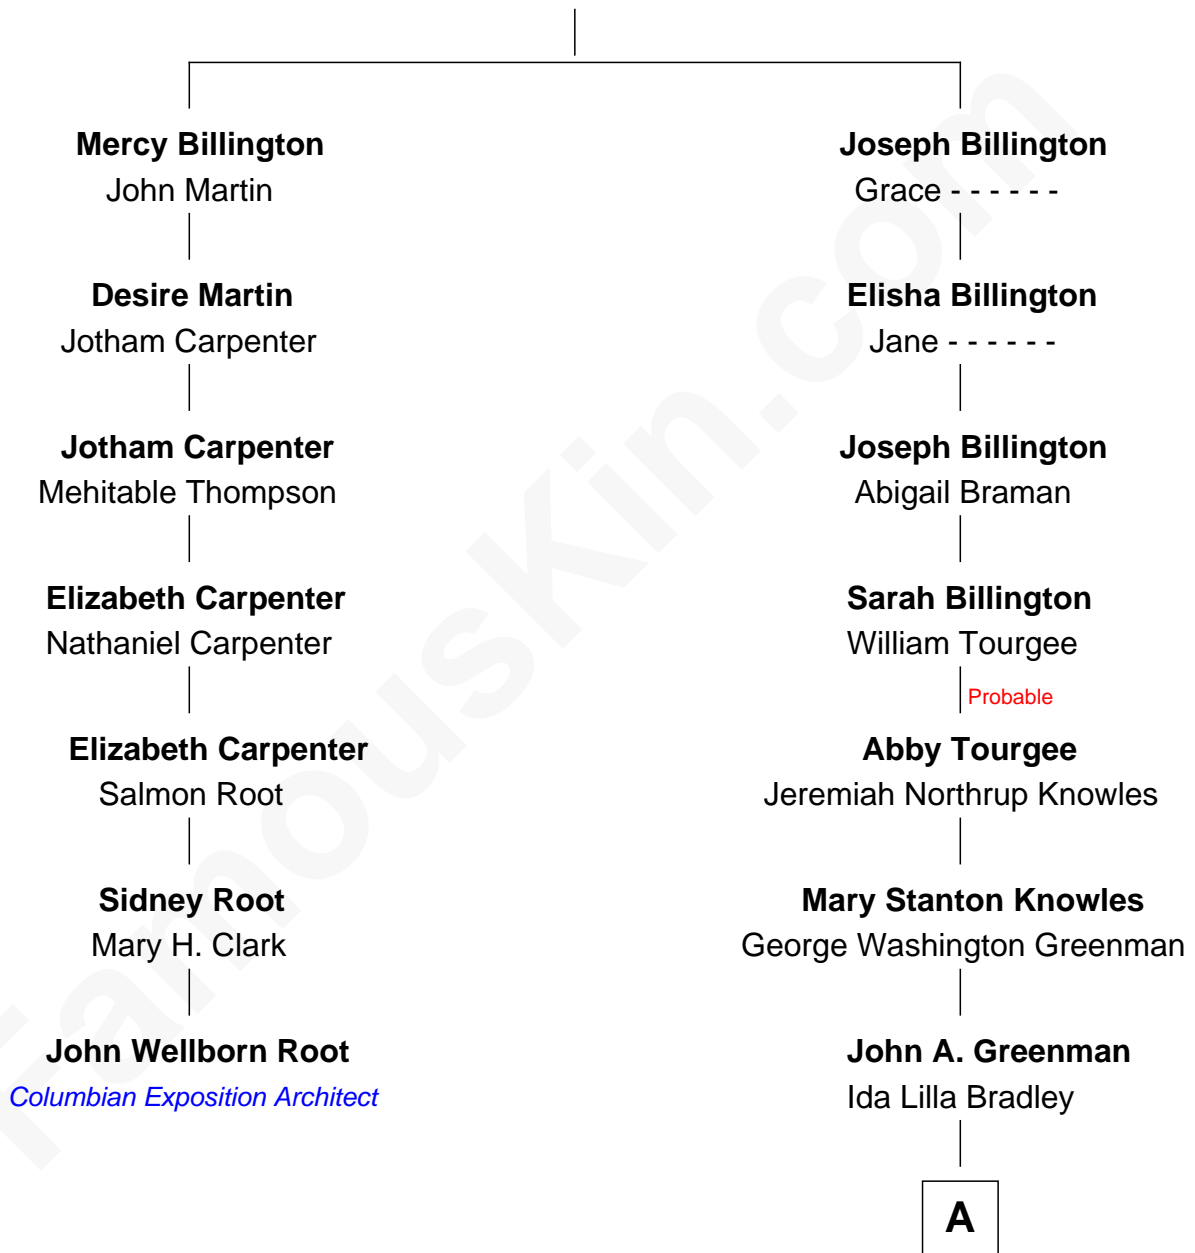 Mercy Billington
John Martin
Desire Martin
Jotham Carpenter
Jotham Carpenter
Mehitable Thompson
Elizabeth Carpenter
Nathaniel Carpenter
Elizabeth Carpenter
Salmon Root
Sidney Root
Mary H. Clark
John Wellborn Root
Columbian Exposition Architect
Joseph Billington
Grace - - - - - -
Elisha Billington
Jane - - - - - -
Joseph Billington
Abigail Braman
Sarah Billington
William Tourgee
Probable
Abby Tourgee
Jeremiah Northrup Knowles
Mary Stanton Knowles
George Washington Greenman
John A. Greenman
Ida Lilla Bradley
A
FamousKin.com